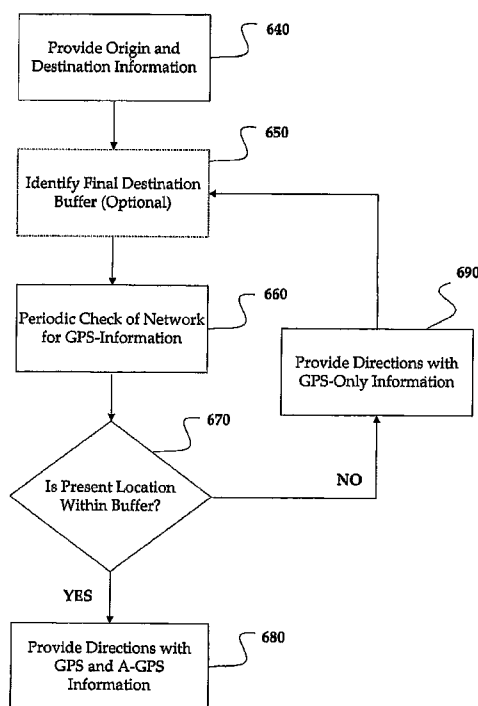 640
Provide Origin and
Destination Information
650
Identify Final Destination
Buffer (Optional)
660
Periodic Check of Network
for GPS-Information
690
Provide Directions with
GPS-Only Information
670
Is Present Location
Within Buffer?
NO
YES
680
Provide Directions with
GPS and A-GPS
Information